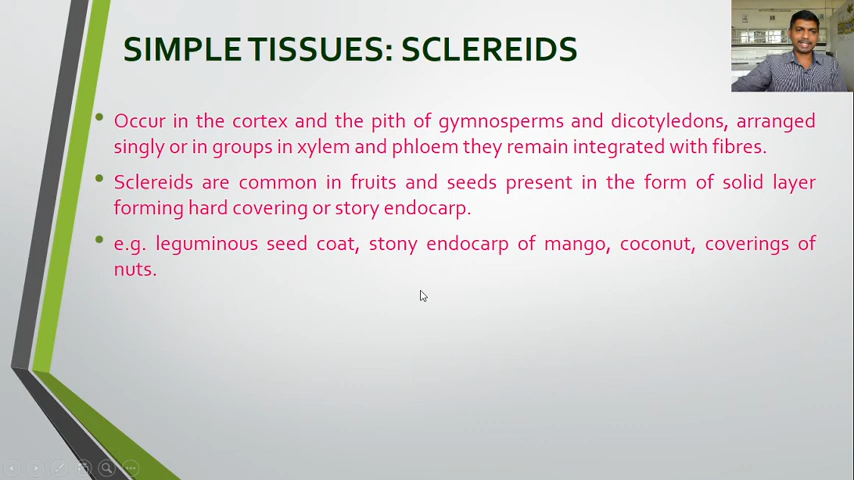 SIMPLE TISSUES: SCLEREIDS
• Occur in the cortex and the pith of gymnosperms and dicotyledons, arranged
singly or in groups in xylem and phloem they remain integrated with fibres.
• Sclereids are common in fruits and seeds present in the form of solid layer
forming hard covering or story endocarp.
• e.g. leguminous seed coat, stony endocarp of mango, coconut, coverings of
nuts.